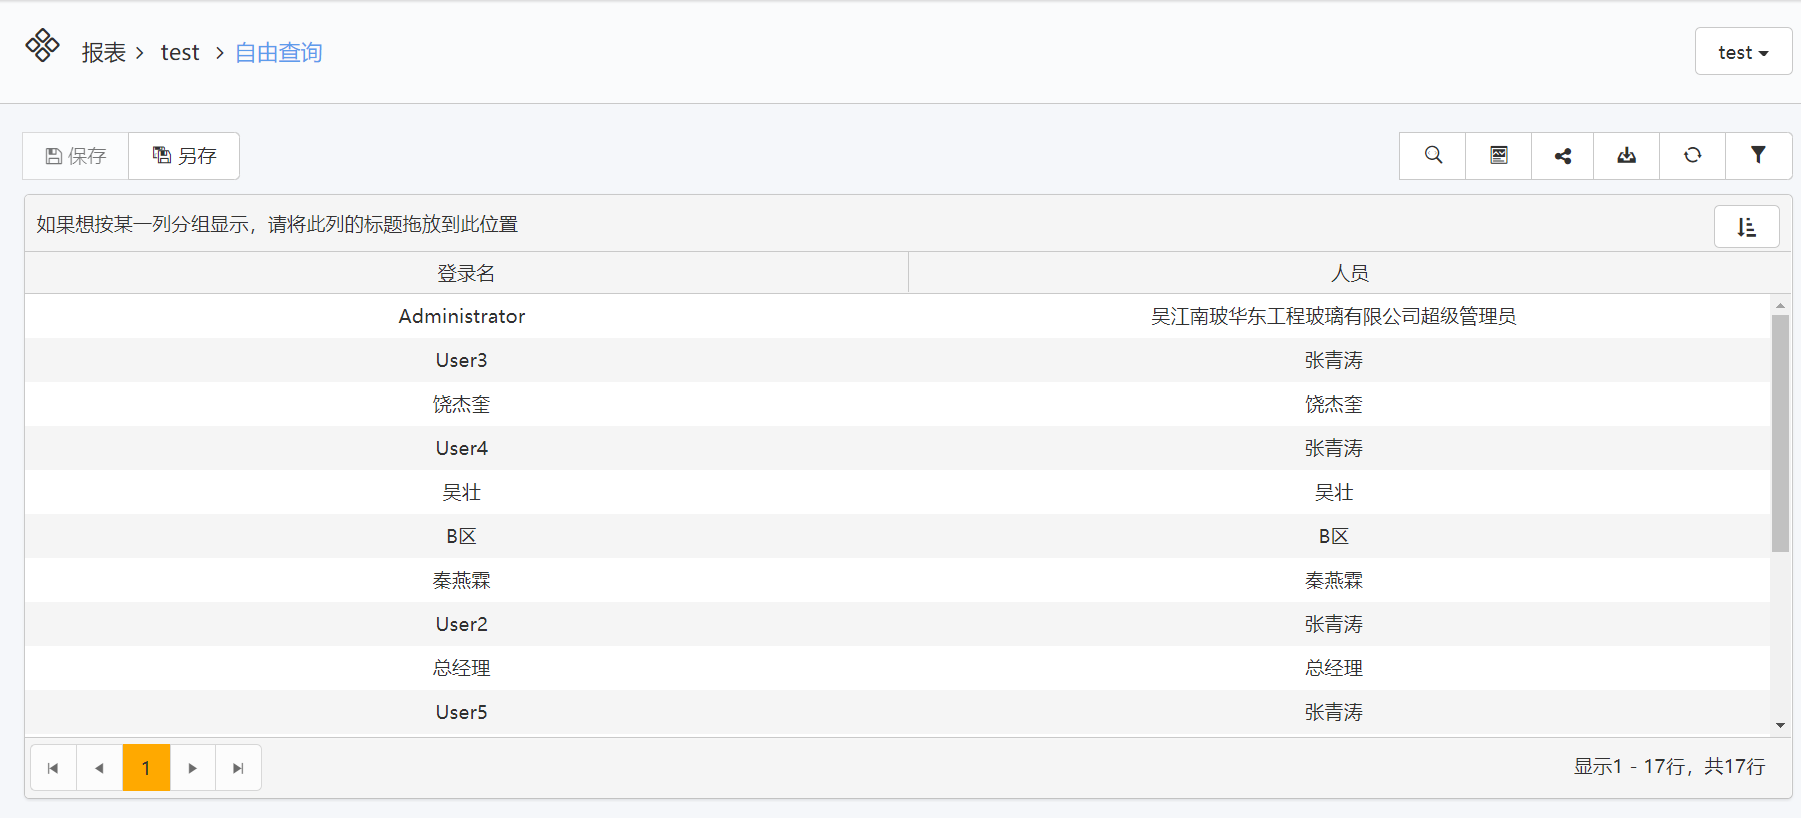 报表 > test > 自由查询
test
保存 另存
如果想按某一列分组显示，请将此列的标题拖放到此位置
登录名 人员
Administrator 吴江南玻华东工程玻璃有限公司超级管理员
User3 张青涛
饶杰奎 饶杰奎
User4 张青涛
吴壮 吴壮
B区 B区
秦燕霖 秦燕霖
User2 张青涛
总经理 总经理
User5 张青涛
1
显示1 - 17行，共17行